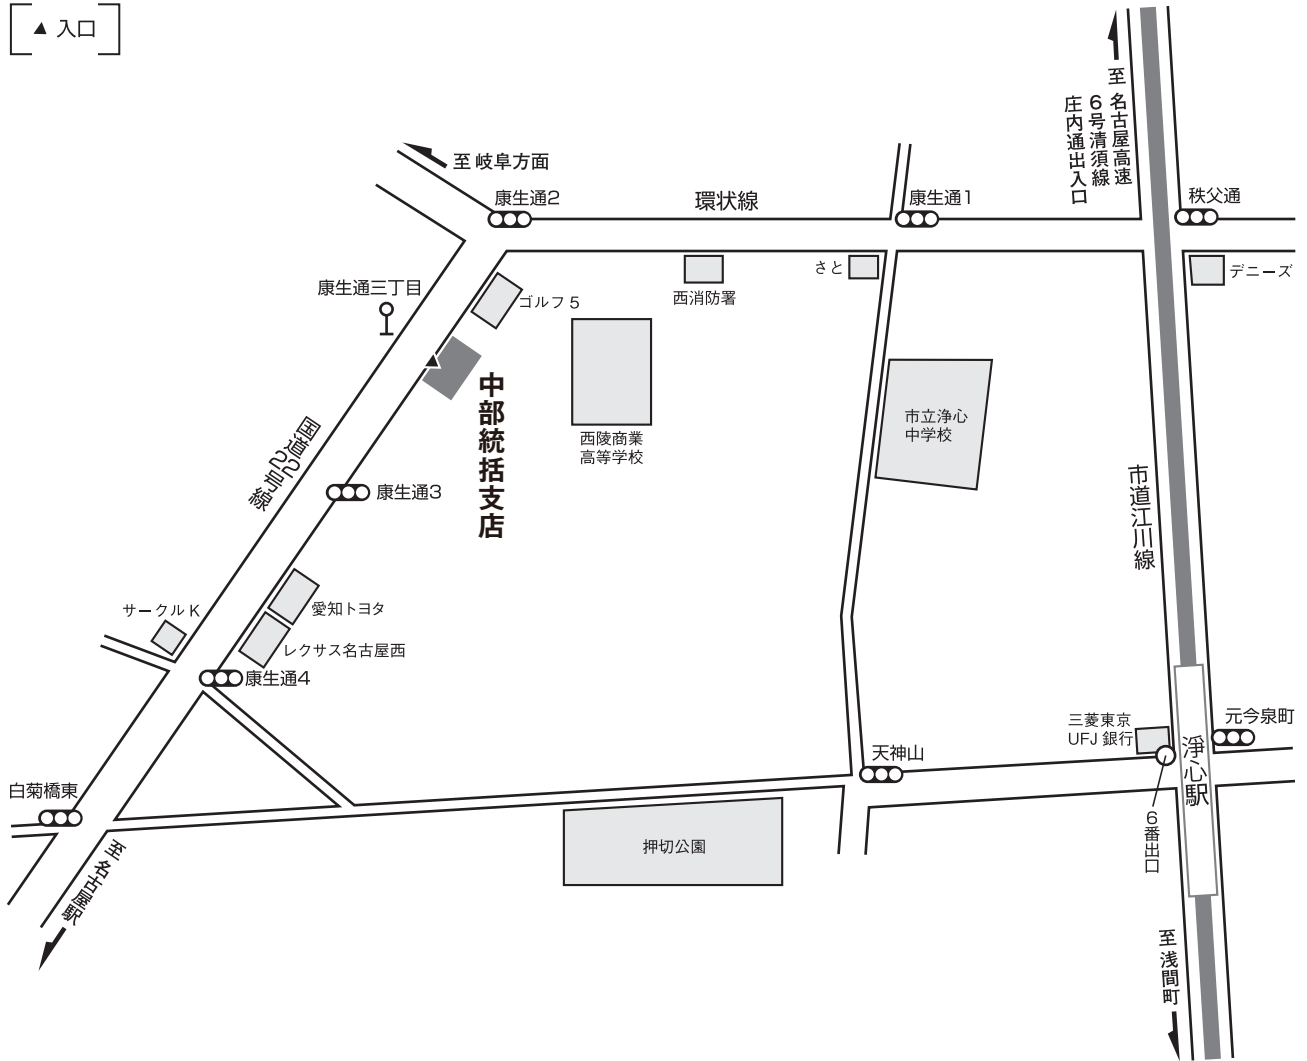 ▲ 入口
至 名古屋高速
6号清須線
庄内通出入口
至 岐阜方面
康生通2
環状線
康生通1
秩父通
さと
デニーズ
西消防署
康生通三丁目
ゴルフ5
中部統括支店
西陵商業
高等学校
市立浄心
中学校
国道22号線
市道江川線
康生通3
サークルK
愛知トヨタ
レクサス名古屋西
康生通4
三菱東京
UFJ 銀行
元今泉町
浄心駅
天神山
白菊橋東
6番出口
押切公園
至 名古屋駅
至 浅間町